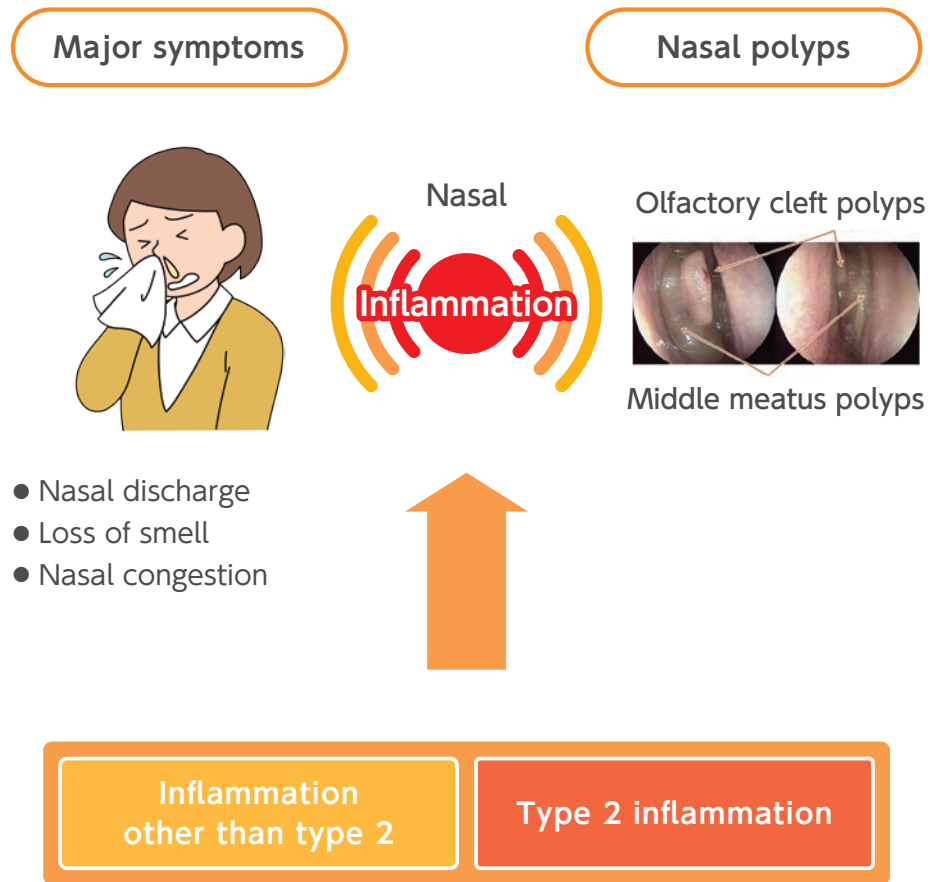 Major symptoms
Nasal polyps
Nasal
Inflammation
Olfactory cleft polyps
Middle meatus polyps
● Nasal discharge
● Loss of smell
● Nasal congestion
Inflammation
other than type 2
Type 2 inflammation